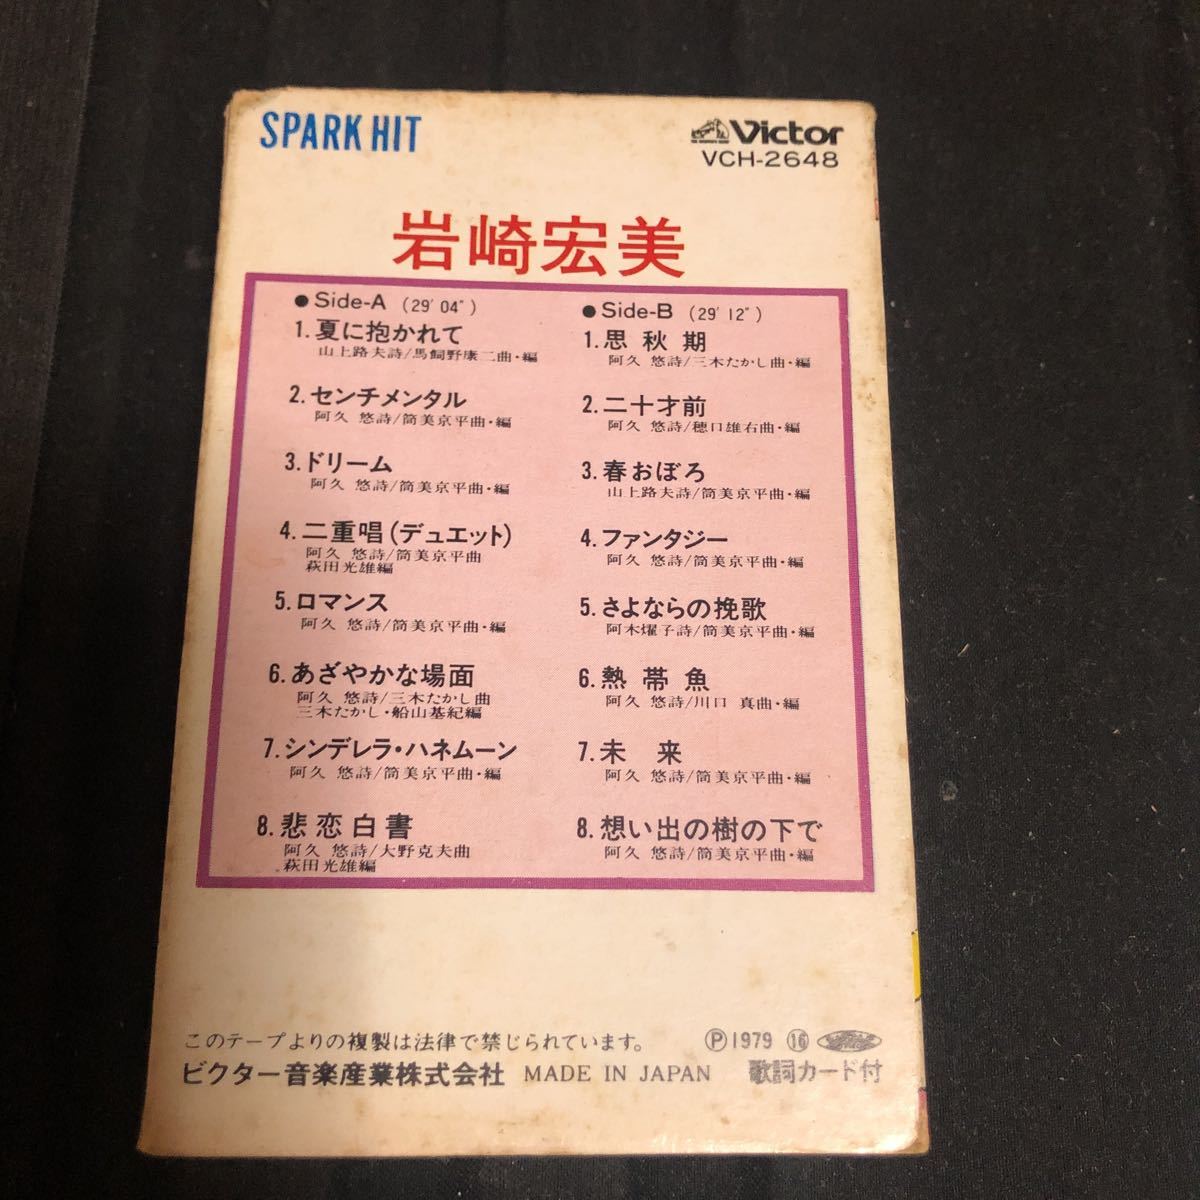 SPARK HIT
Victor
VCH-2648
岩崎宏美
●Side-A (29' 04")
1.夏に抱かれて
山上路夫詩/馬飼野康二曲・編
2.センチメンタル
阿久 悠詩/筒美京平曲・編
3.ドリーム
阿久 悠詩/筒美京平曲・編
4.二重唱(デュエット)
阿久 悠詩/筒美京平曲
萩田光雄編
5.ロマンス
阿久 悠詩/筒美京平曲・編
6.あざやかな場面
阿久 悠詩/三木たかし曲
三木たかし・船山基紀編
7.シンデレラ・ハネムーン
阿久 悠詩/筒美京平曲・編
8.悲恋白書
阿久 悠詩/大野克夫曲
萩田光雄編
●Side-B (29' 12")
1.思秋期
阿久 悠詩/三木たかし曲・編
2.二十才前
阿久 悠詩/穂口雄右曲・編
3.春おぼろ
山上路夫詩/筒美京平曲・編
4.ファンタジー
阿久 悠詩/筒美京平曲・編
5.さよならの挽歌
阿木燿子詩/筒美京平曲・編
6.熱帯魚
阿久 悠詩/川口 真曲・編
7.未来
阿久 悠詩/筒美京平曲・編
8.想い出の樹の下で
阿久 悠詩/筒美京平曲・編
このテープよりの複製は法律で禁じられています。 Ⓟ1979 ⑯
ビクター音楽産業株式会社 MADE IN JAPAN 歌詞カード付